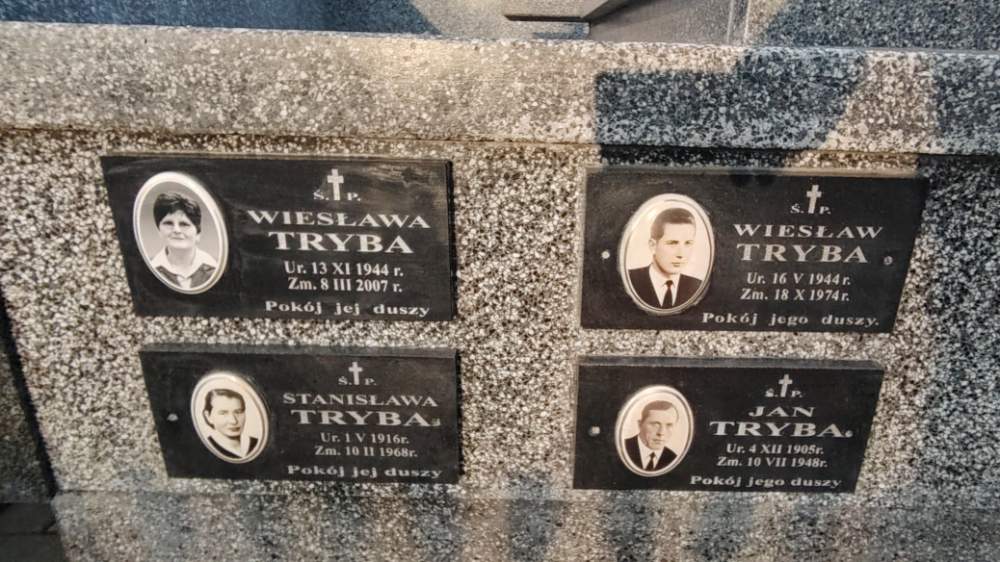 Ś. P.
WIESŁAWA
TRYBA
Ur. 13 XI 1944 r.
Zm. 8 III 2007 r.
Pokój jej duszy
Ś. P.
WIESŁAW
TRYBA
Ur. 16 V 1944 r.
Zm. 18 X 1974 r.
Pokój jego duszy.
Ś. P.
STANISŁAWA
TRYBA
Ur. 1 V 1916r.
Zm. 10 II 1968r.
Pokój jej duszy
Ś. P.
JAN
TRYBA
Ur. 4 XII 1905r.
Zm. 10 VII 1948r.
Pokój jego duszy